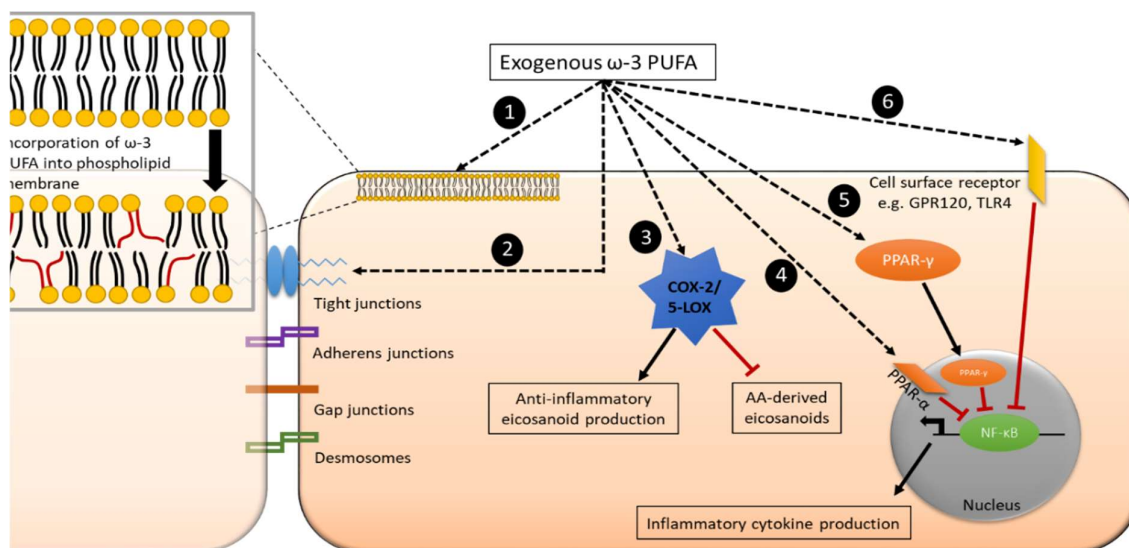 Exogenous ω-3 PUFA
1
6
ncorporation of ω-3
PUFA into phospholipid
membrane
Cell surface receptor
e.g. GPR120, TLR4
5
2
3
PPAR-γ
4
COX-2/
5-LOX
Tight junctions
Adherens junctions
PPAR-α
PPAR-γ
Anti-inflammatory
eicosanoid production
AA-derived
eicosanoids
Gap junctions
NF-κB
Desmosomes
Nucleus
Inflammatory cytokine production